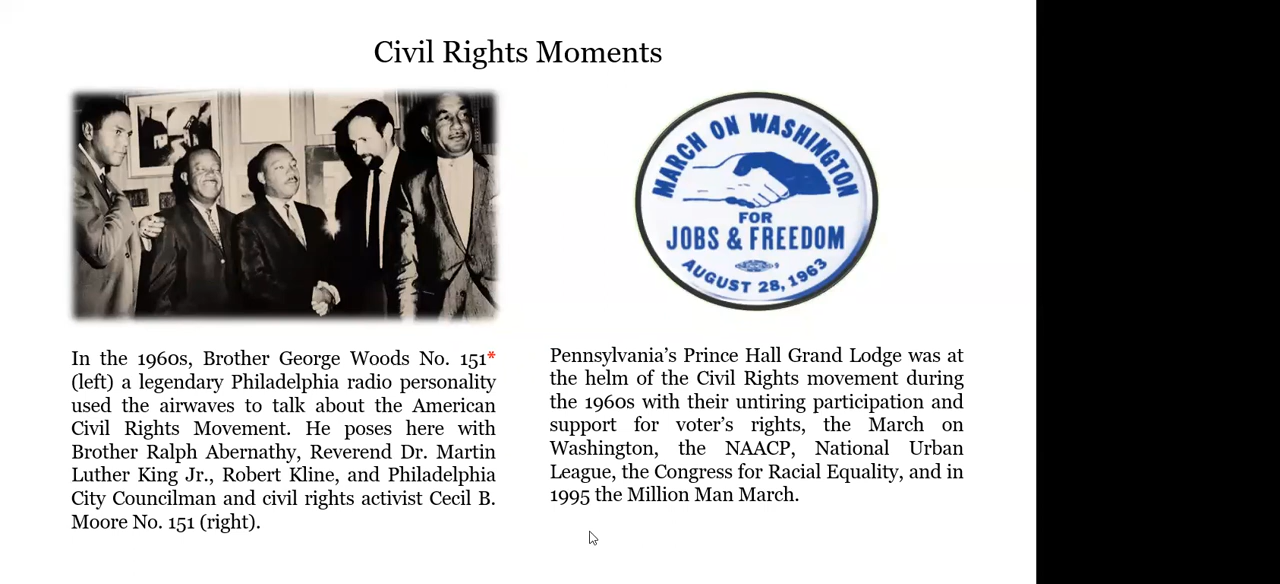 Civil Rights Moments
MARCH ON WASHINGTON
FOR
JOBS & FREEDOM
AUGUST 28, 1963
In the 1960s, Brother George Woods No. 151*
(left) a legendary Philadelphia radio personality
used the airwaves to talk about the American
Civil Rights Movement. He poses here with
Brother Ralph Abernathy, Reverend Dr. Martin
Luther King Jr., Robert Kline, and Philadelphia
City Councilman and civil rights activist Cecil B.
Moore No. 151 (right).
Pennsylvania’s Prince Hall Grand Lodge was at
the helm of the Civil Rights movement during
the 1960s with their untiring participation and
support for voter’s rights, the March on
Washington, the NAACP, National Urban
League, the Congress for Racial Equality, and in
1995 the Million Man March.